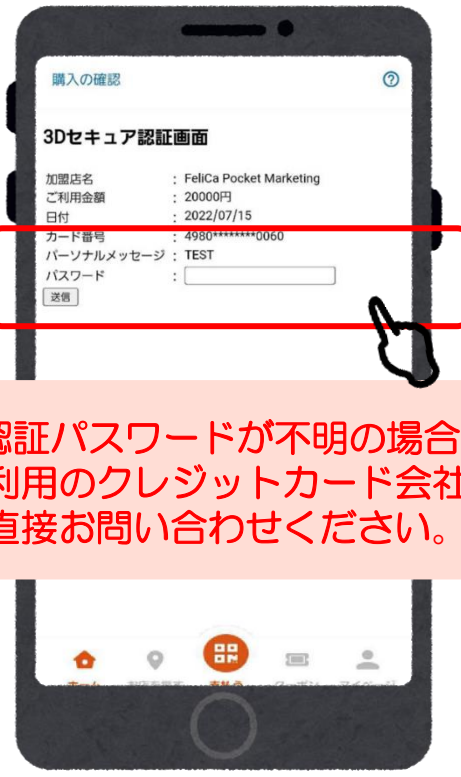 購入の確認
3Dセキュア認証画面
加盟店名 : FeliCa Pocket Marketing
ご利用金額 : 20000円
日付 : 2022/07/15
カード番号 : 4980********0060
パーソナルメッセージ : TEST
パスワード :
送信
認証パスワードが不明の場合
利用のクレジットカード会社
直接お問い合わせください。